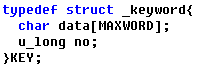 typedef struct _keyword{
  char data[MAXWORD];
  u_long no;
}KEY;